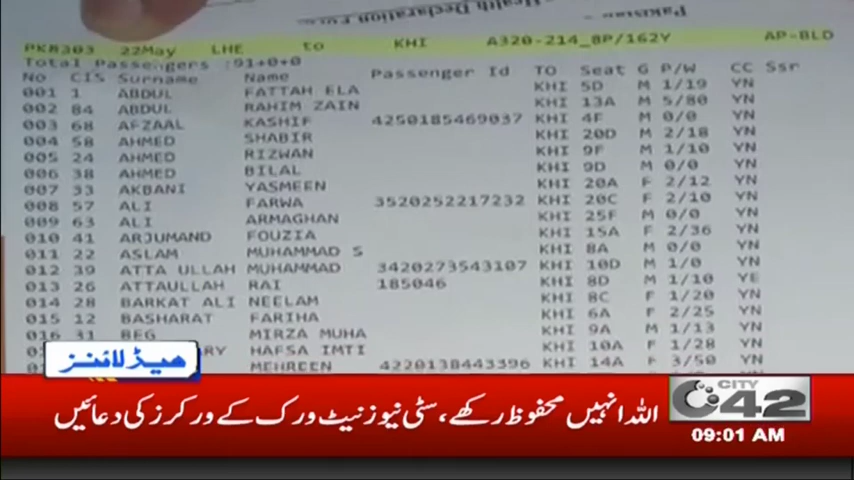 Health Declaration
Pakistan
PK8303 22May LHE to KHI A320-214_8P/162Y AP-BLD
Total Passengers :91+0+0
No CIS Surname Name Passenger Id TO Seat G P/W CC Ssr
001 1 ABDUL FATTAH ELA KHI 5D M 1/19 YN
002 84 ABDUL RAHIM ZAIN KHI 13A M 5/80 YN
003 68 AFZAAL KASHIF 4250185469037 KHI 4F M 0/0 YN
004 58 AHMED SHABIR KHI 20D M 2/18 YN
005 24 AHMED RIZWAN KHI 9F M 1/10 YN
006 38 AHMED BILAL KHI 9D M 0/0 YN
007 33 AKBANI YASMEEN KHI 20A F 2/12 YN
008 57 ALI FARWA 3520252217232 KHI 20C F 2/10 YN
009 63 ALI ARMAGHAN KHI 25F M 0/0 YN
010 41 ARJUMAND FOUZIA KHI 15A F 2/36 YN
011 22 ASLAM MUHAMMAD S KHI 8A M 0/0 YN
012 39 ATTA ULLAH MUHAMMAD 3420273543107 KHI 10D M 1/0 YN
013 26 ATTAULLAH RAI 185046 KHI 8D M 1/10 YE
014 28 BARKAT ALI NEELAM KHI 8C F 1/20 YN
015 12 BASHARAT FARIHA KHI 6A F 2/25 YN
016 31 BEG MIRZA MUHA KHI 9A M 1/13 YN
HAFSA IMTI KHI 10A F 1/28 YN
MEHREEN 4220138443396 KHI 14A F 3/50 YN
ھیڈلائنز
اللہ انہیں محفوظ رکھے، سٹی نیوز نیٹ ورک کے ورکرز کی دعائیں
CITY 42
09:01 AM